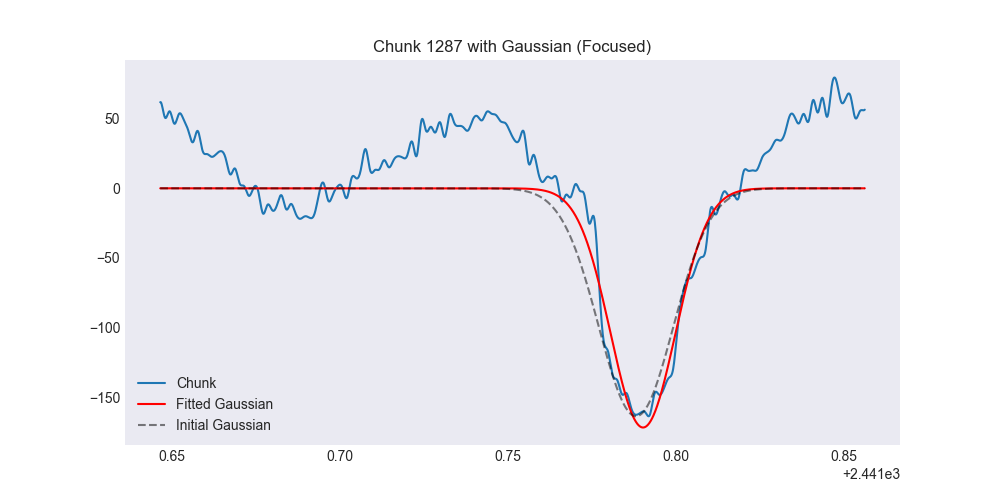 Chunk 1287 with Gaussian (Focused)
50
0
−50
−100
−150
Chunk
Fitted Gaussian
Initial Gaussian
0.65 0.70 0.75 0.80 0.85
+2.441e3